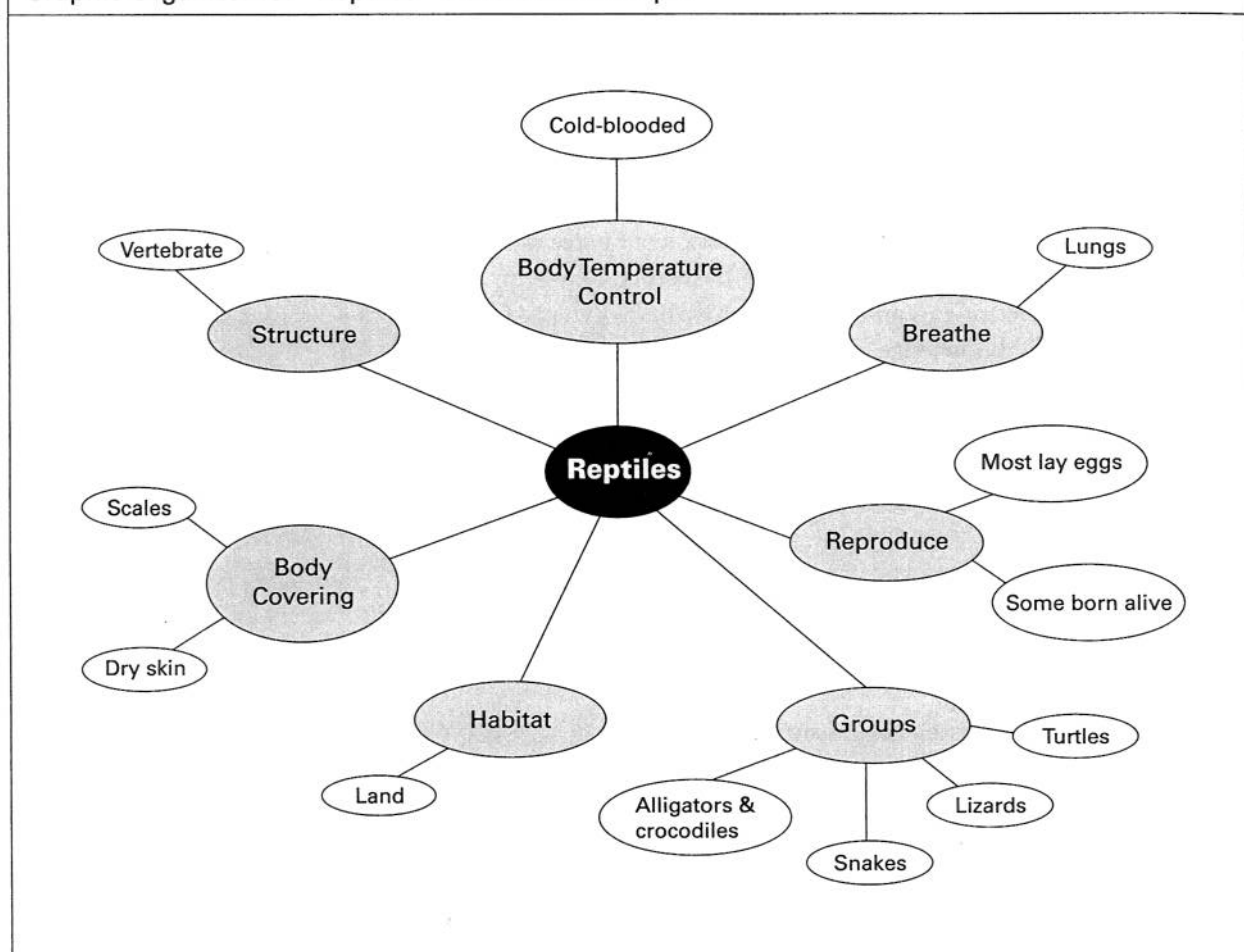 Cold-blooded
Vertebrate
Lungs
Body Temperature
Control
Structure
Breathe
Reptiles
Most lay eggs
Scales
Reproduce
Body
Covering
Some born alive
Dry skin
Habitat
Groups
Turtles
Land
Alligators &
crocodiles
Lizards
Snakes